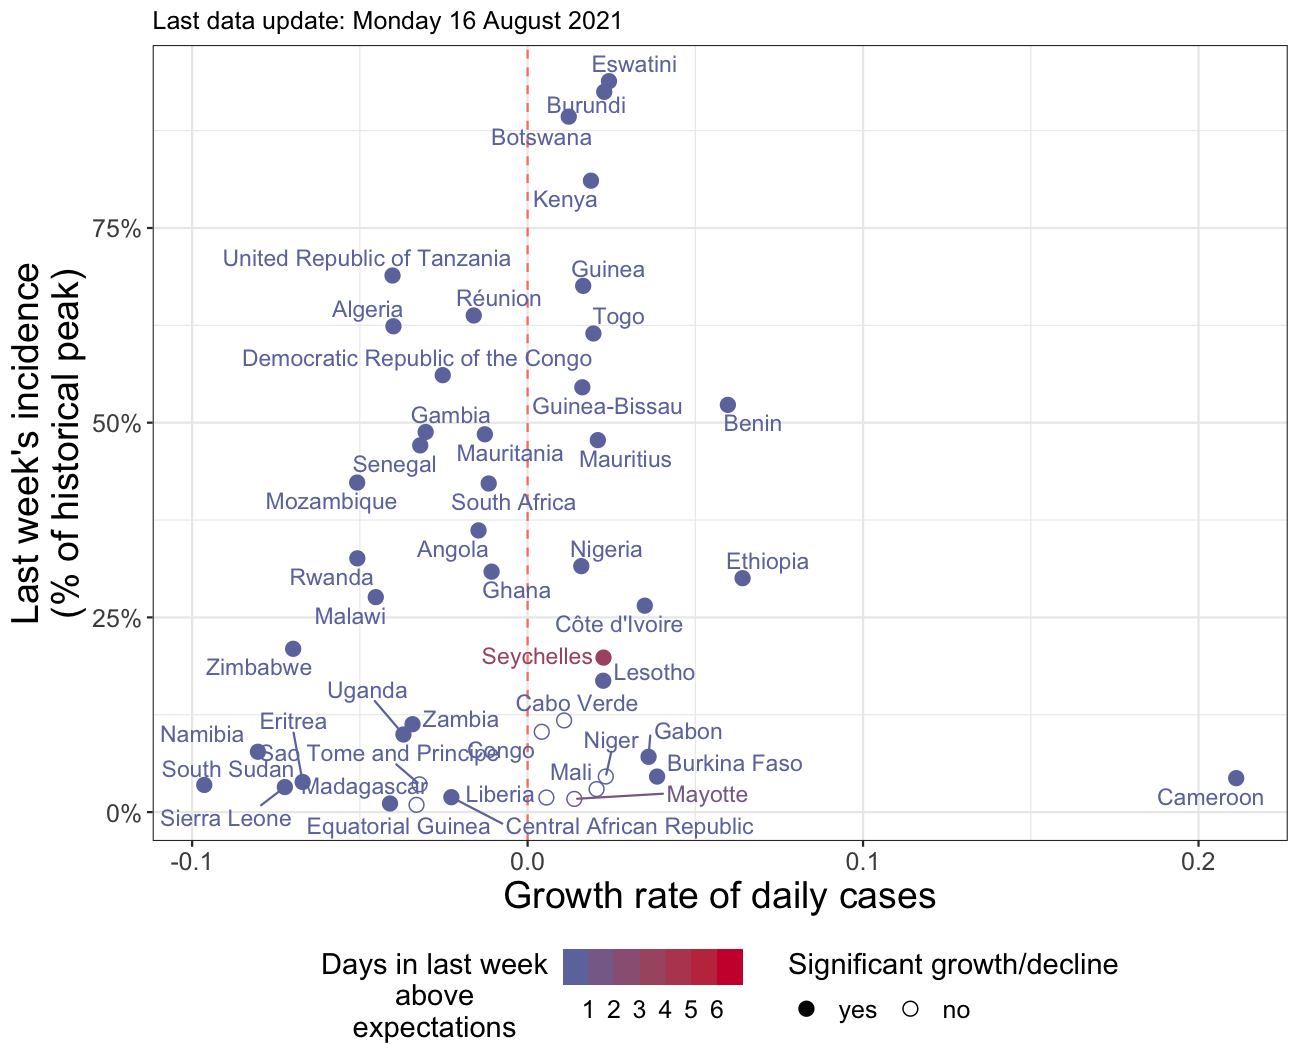 Last data update: Monday 16 August 2021
Last week's incidence
(% of historical peak)
75%
50%
25%
0%
Eswatini
Burundi
Botswana
Kenya
United Republic of Tanzania
Guinea
Réunion
Algeria
Togo
Democratic Republic of the Congo
Guinea-Bissau
Gambia
Benin
Mauritania
Mauritius
Senegal
Mozambique
South Africa
Angola
Nigeria
Ethiopia
Rwanda
Ghana
Malawi
Côte d'Ivoire
Seychelles
Zimbabwe
Lesotho
Uganda
Cabo Verde
Eritrea
Zambia
Namibia
Gabon
Niger
Sao Tome and Principe
Congo
South Sudan
Mali
Burkina Faso
Madagascar
Liberia
Mayotte
Cameroon
Sierra Leone
Equatorial Guinea
Central African Republic
-0.1
0.0
0.1
0.2
Growth rate of daily cases
Days in last week
above
expectations
1 2 3 4 5 6
Significant growth/decline
yes
no